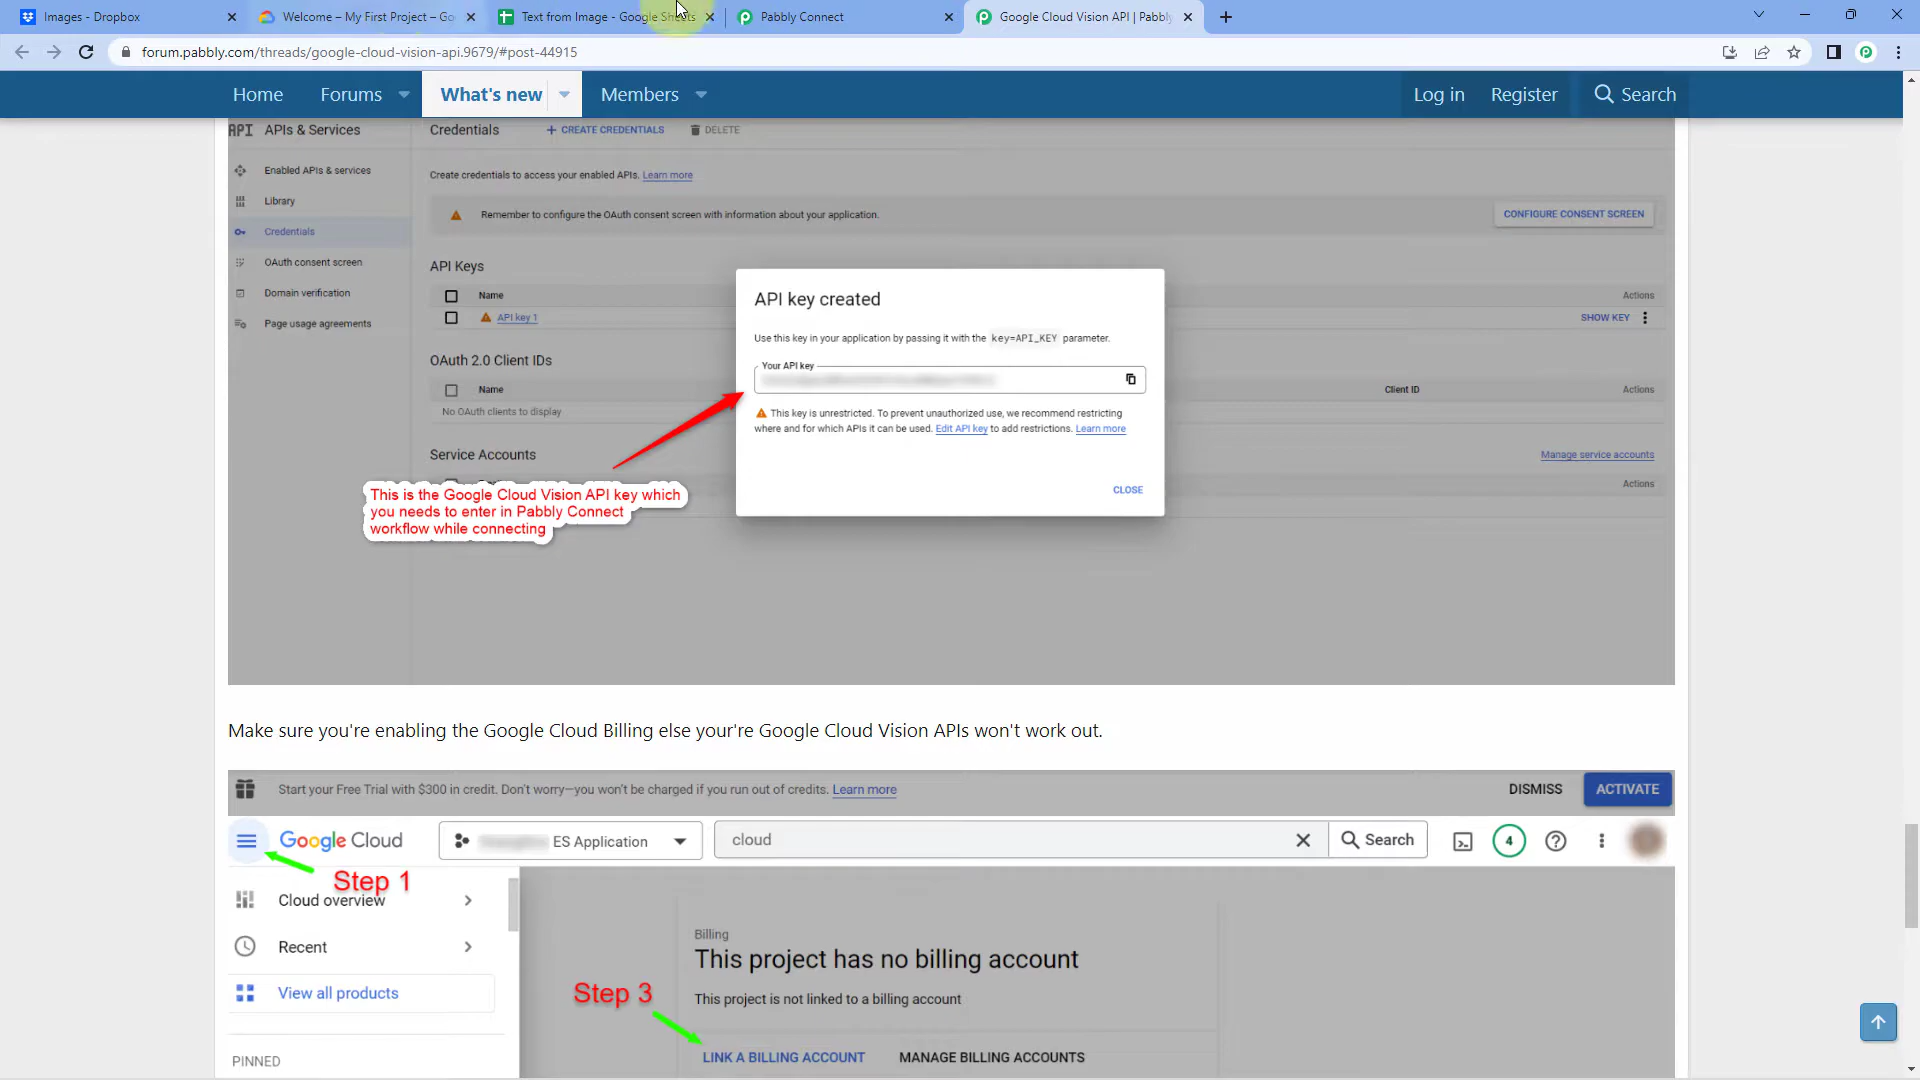 Images - Dropbox
Welcome – My First Project – Go
Text from Image - Google Sheets
Pabbly Connect
Google Cloud Vision API | Pabbly
forum.pabbly.com/threads/google-cloud-vision-api.9679/#post-44915
Home
Forums
What's new
Members
Log in
Register
Search
API APIs & Services
Credentials
+ CREATE CREDENTIALS
DELETE
Enabled APIs & services
Library
Credentials
OAuth consent screen
Domain verification
Page usage agreements
Create credentials to access your enabled APIs. Learn more
Remember to configure the OAuth consent screen with information about your application.
CONFIGURE CONSENT SCREEN
API Keys
Name
Actions
API key 1
SHOW KEY
OAuth 2.0 Client IDs
Name
Client ID
Actions
No OAuth clients to display
Service Accounts
Manage service accounts
Actions
API key created
Use this key in your application by passing it with the key=API_KEY parameter.
Your API key
This key is unrestricted. To prevent unauthorized use, we recommend restricting
where and for which APIs it can be used. Edit API key to add restrictions. Learn more
CLOSE
This is the Google Cloud Vision API key which
you needs to enter in Pabbly Connect
workflow while connecting
Make sure you're enabling the Google Cloud Billing else your're Google Cloud Vision APIs won't work out.
Start your Free Trial with $300 in credit. Don't worry—you won't be charged if you run out of credits. Learn more
DISMISS
ACTIVATE
Google Cloud
ES Application
cloud
Search
4
Step 1
Cloud overview
Recent
View all products
PINNED
Billing
This project has no billing account
This project is not linked to a billing account
Step 3
LINK A BILLING ACCOUNT
MANAGE BILLING ACCOUNTS